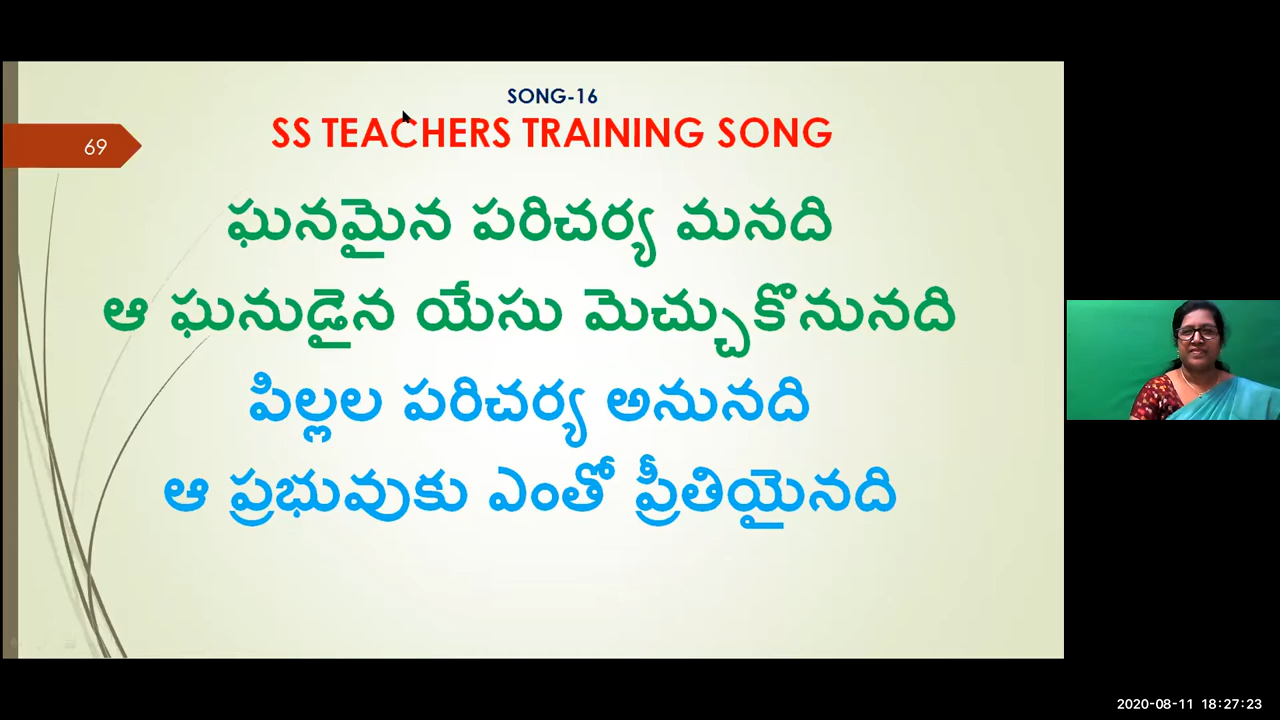 SONG-16
SS TEACHERS TRAINING SONG
69
ఘనమైన పరిచర్య మనది
ఆ ఘనుడైన యేసు మెచ్చుకొనునది
పిల్లల పరిచర్య అనునది
ఆ ప్రభువుకు ఎంతో ప్రీతియైనది
2020-08-11 18:27:23